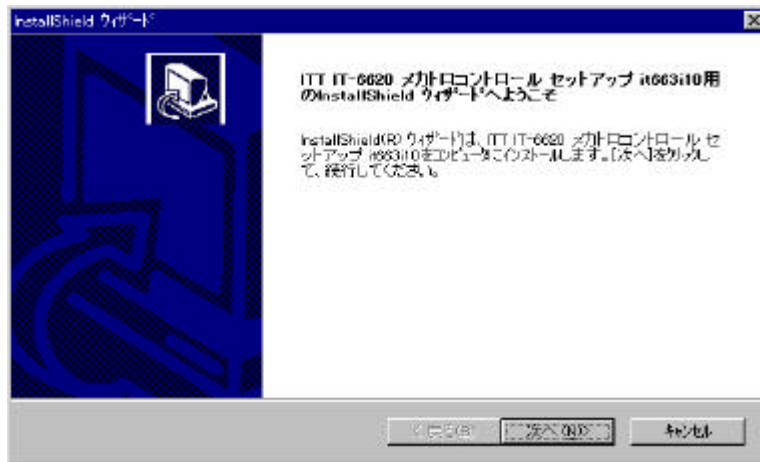 InstallShield ウィザード
ITT IT-6620 メカトロコントロール セットアップ it663i10用
のInstallShield ウィザードへようこそ
InstallShield(R) ウィザードは、ITT IT-6620 メカトロコントロール セ
ットアップ it663i10をコンピュータにインストールします。[次へ]をクリックし
て、続行してください。
< 戻る(B)
次へ(N)>
キャンセル